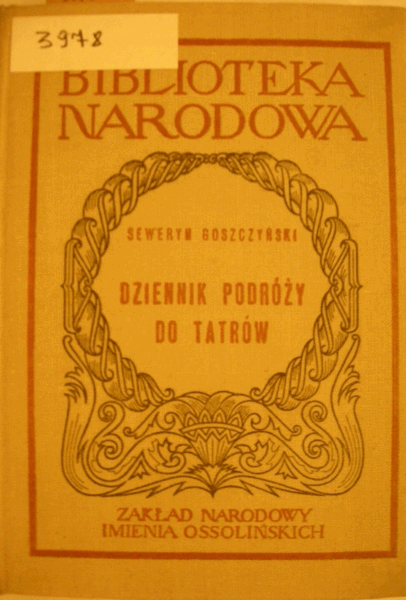 3978
BIBLIOTEKA
NARODOWA
SEWERYN GOSZCZYŃSKI
DZIENNIK PODRÓŻY
DO TATRÓW
ZAKŁAD NARODOWY
IMIENIA OSSOLIŃSKICH